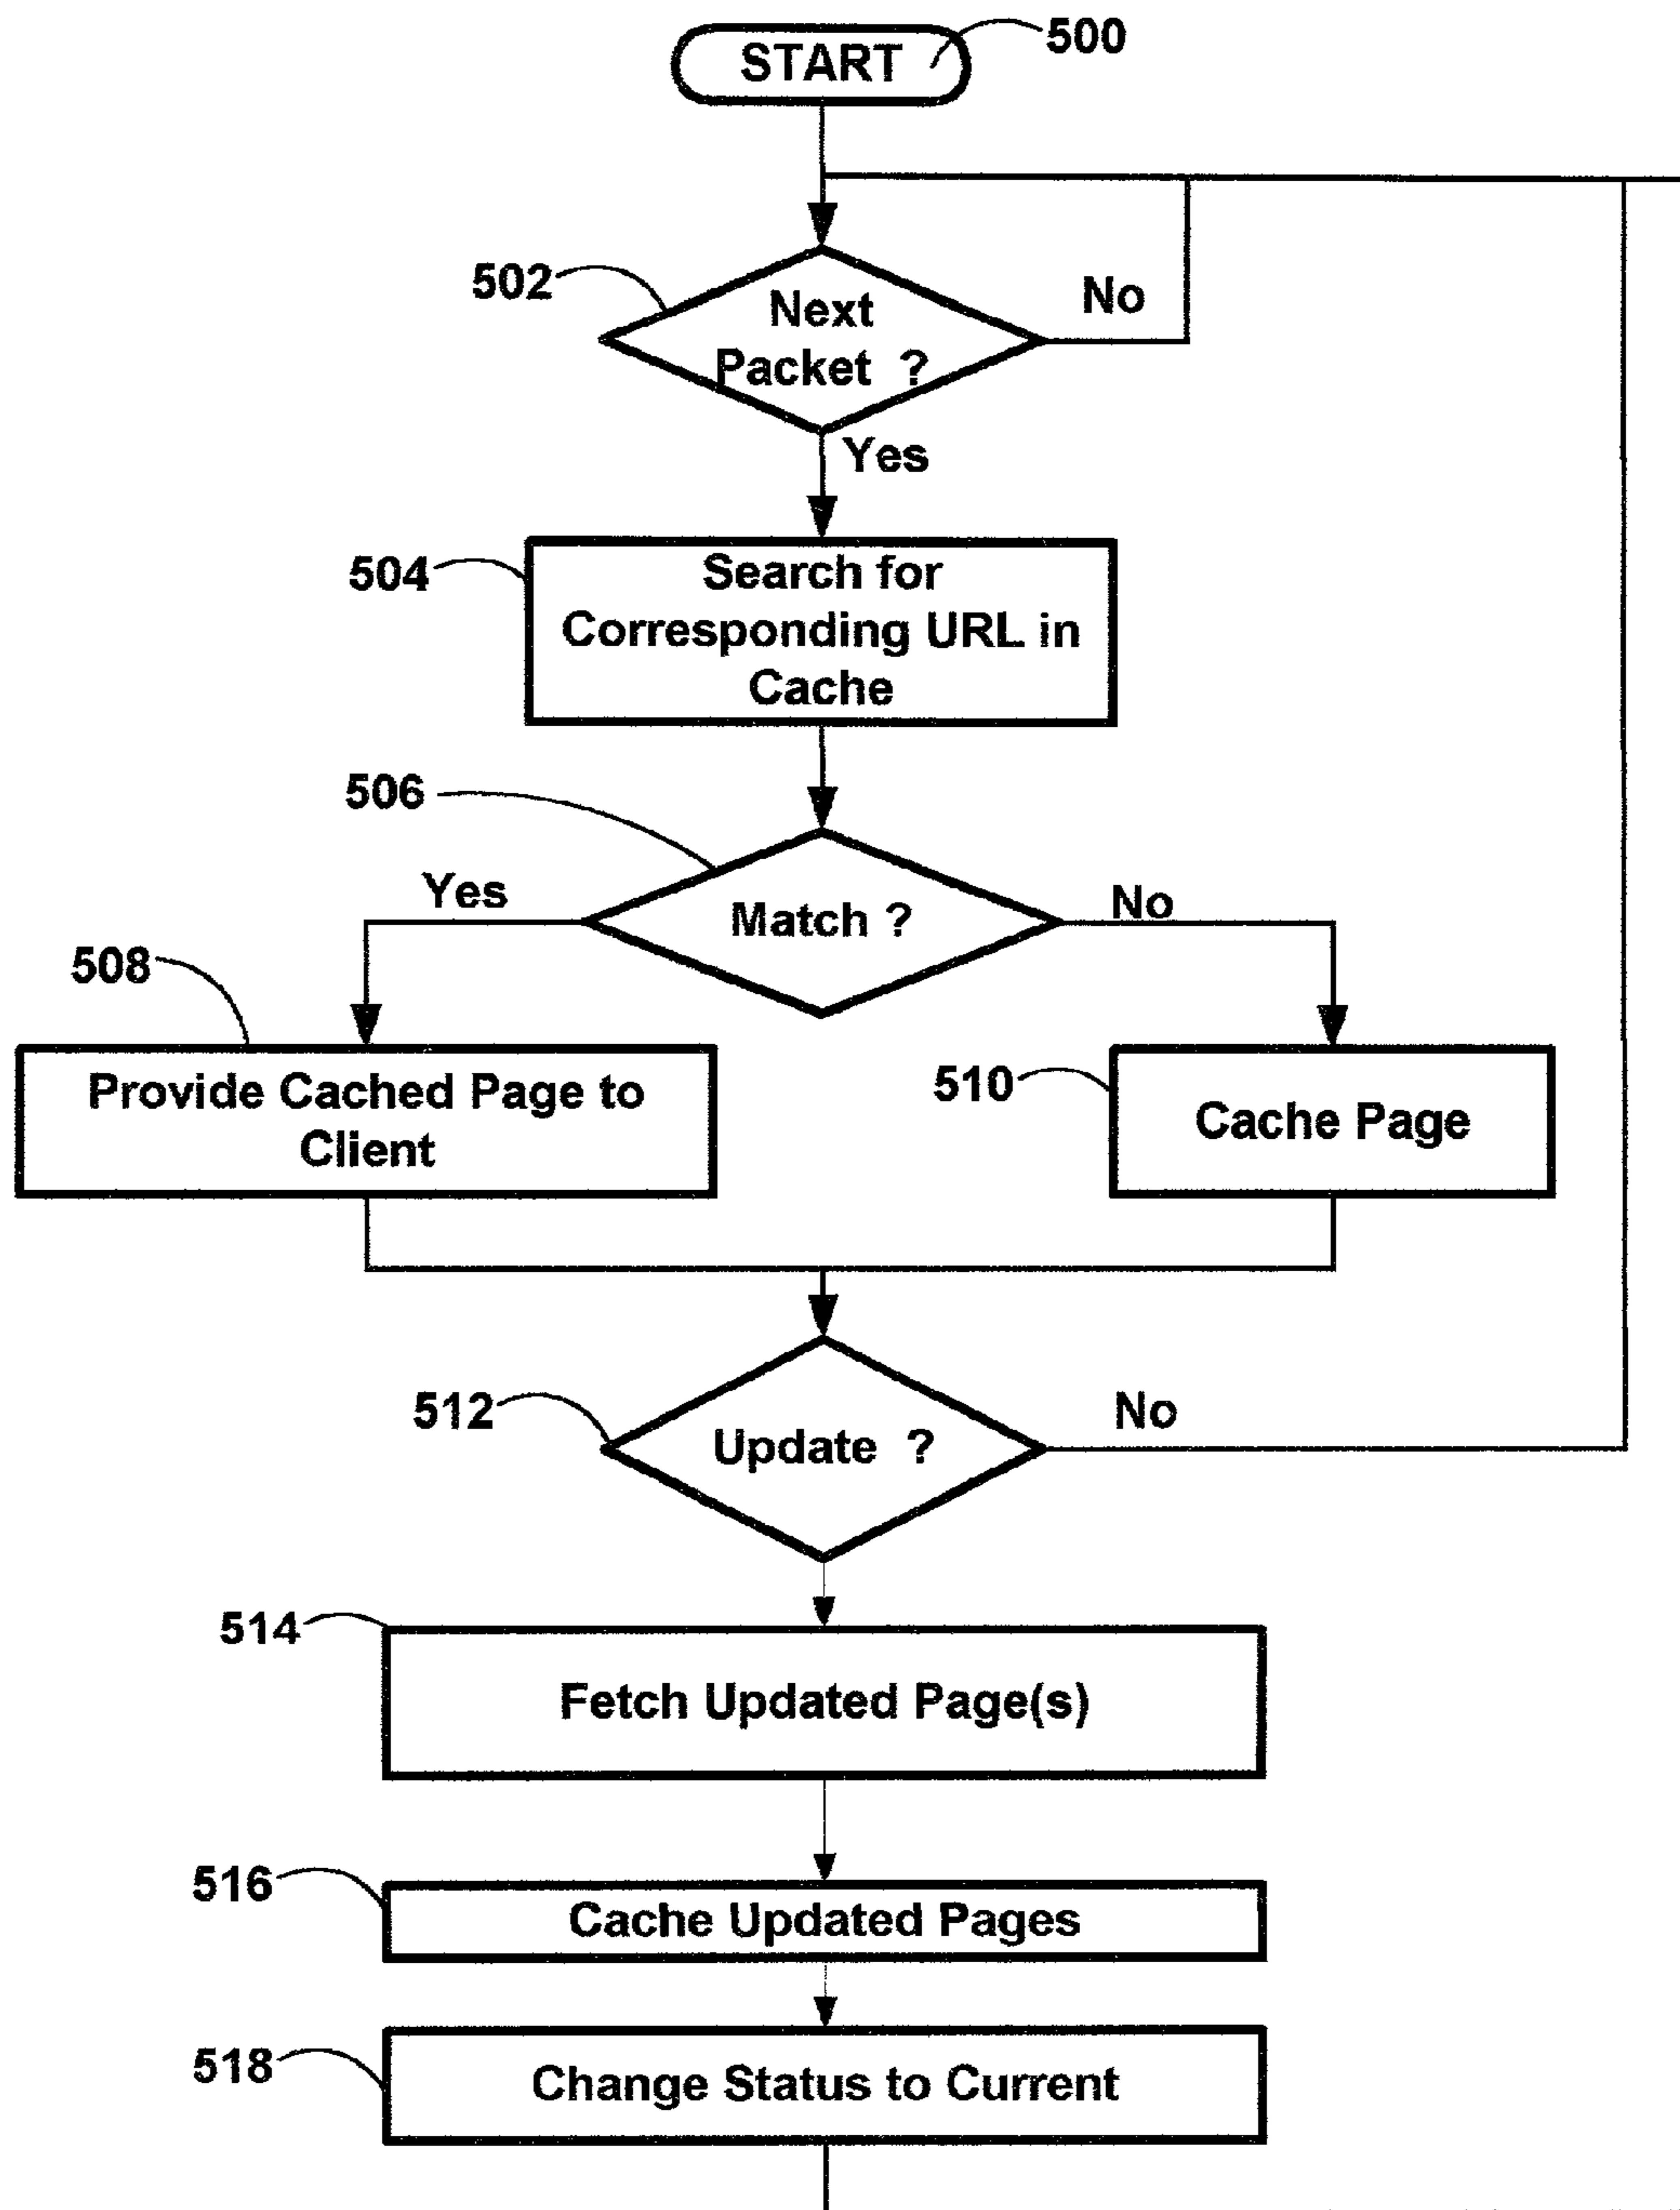 START
500
502
Next
Packet ?
No
Yes
504
Search for
Corresponding URL in
Cache
506
Yes
Match ?
No
508
Provide Cached Page to
Client
510
Cache Page
512
Update ?
No
514
Fetch Updated Page(s)
516
Cache Updated Pages
518
Change Status to Current